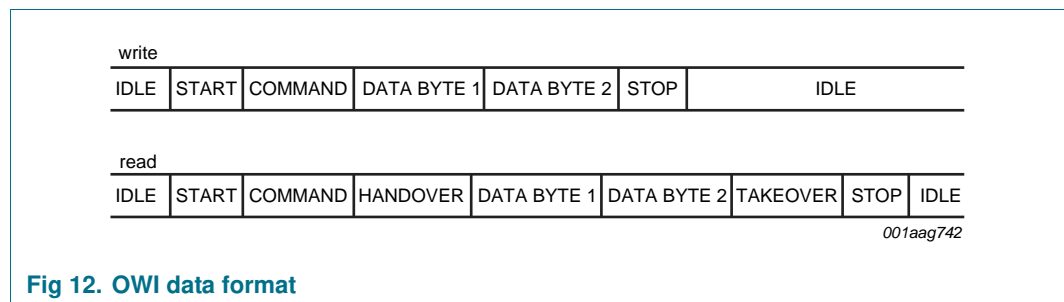 write
IDLE START COMMAND DATA BYTE 1 DATA BYTE 2 STOP IDLE
read
IDLE START COMMAND HANDOVER DATA BYTE 1 DATA BYTE 2 TAKEOVER STOP IDLE
001aag742
Fig 12. OWI data format